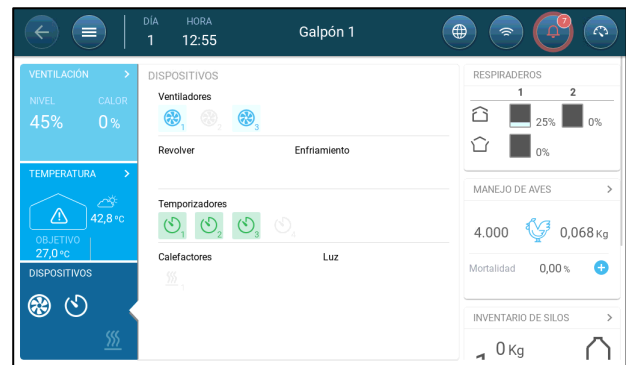 DÍA HORA
1 12:55
Galpón 1
7
VENTILACIÓN
NIVEL CALOR
45% 0 %
TEMPERATURA
42,8 ºC
OBJETIVO
27,0 ºC
DISPOSITIVOS
DISPOSITIVOS
Ventiladores
1 2 3
Revolver Enfriamiento
Temporizadores
1 2 3 4
Calefactores Luz
1
RESPIRADEROS
1 2
25% 0%
0%
MANEJO DE AVES
4.000 0,068 Kg
Mortalidad 0,00 %
INVENTARIO DE SILOS
0 Kg